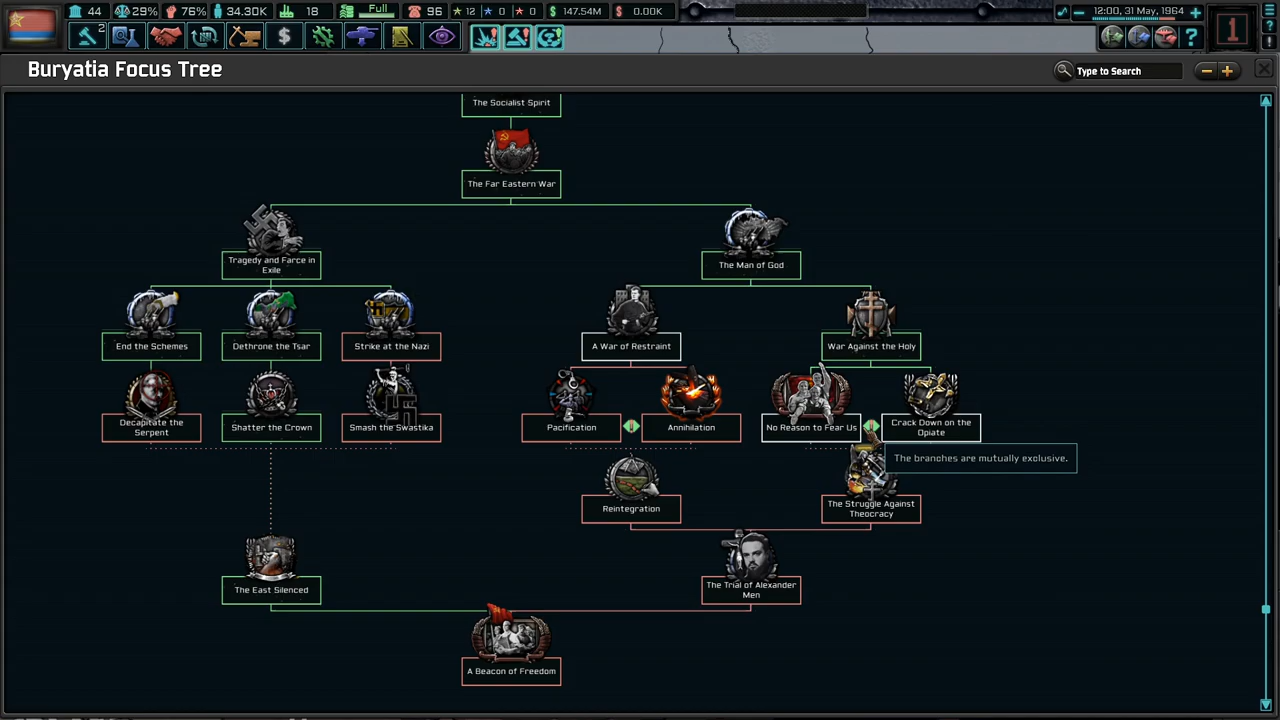 44 29% 76% 34.30K 18 Full 96 12 0 0 $ 147.54M $ 0.00K 12:00, 31 May, 1964 1
2
Buryatia Focus Tree
Type to Search
The Socialist Spirit
The Far Eastern War
Tragedy and Farce in
Exile
The Man of God
End the Schemes
Dethrone the Tsar
Strike at the Nazi
A War of Restraint
War Against the Holy
Decapitate the
Serpent
Shatter the Crown
Smash the Swastika
Pacification
Annihilation
No Reason to Fear Us
Crack Down on the
Opiate
The branches are mutually exclusive.
Reintegration
The Struggle Against
Theocracy
The East Silenced
The Trial of Alexander
Men
A Beacon of Freedom